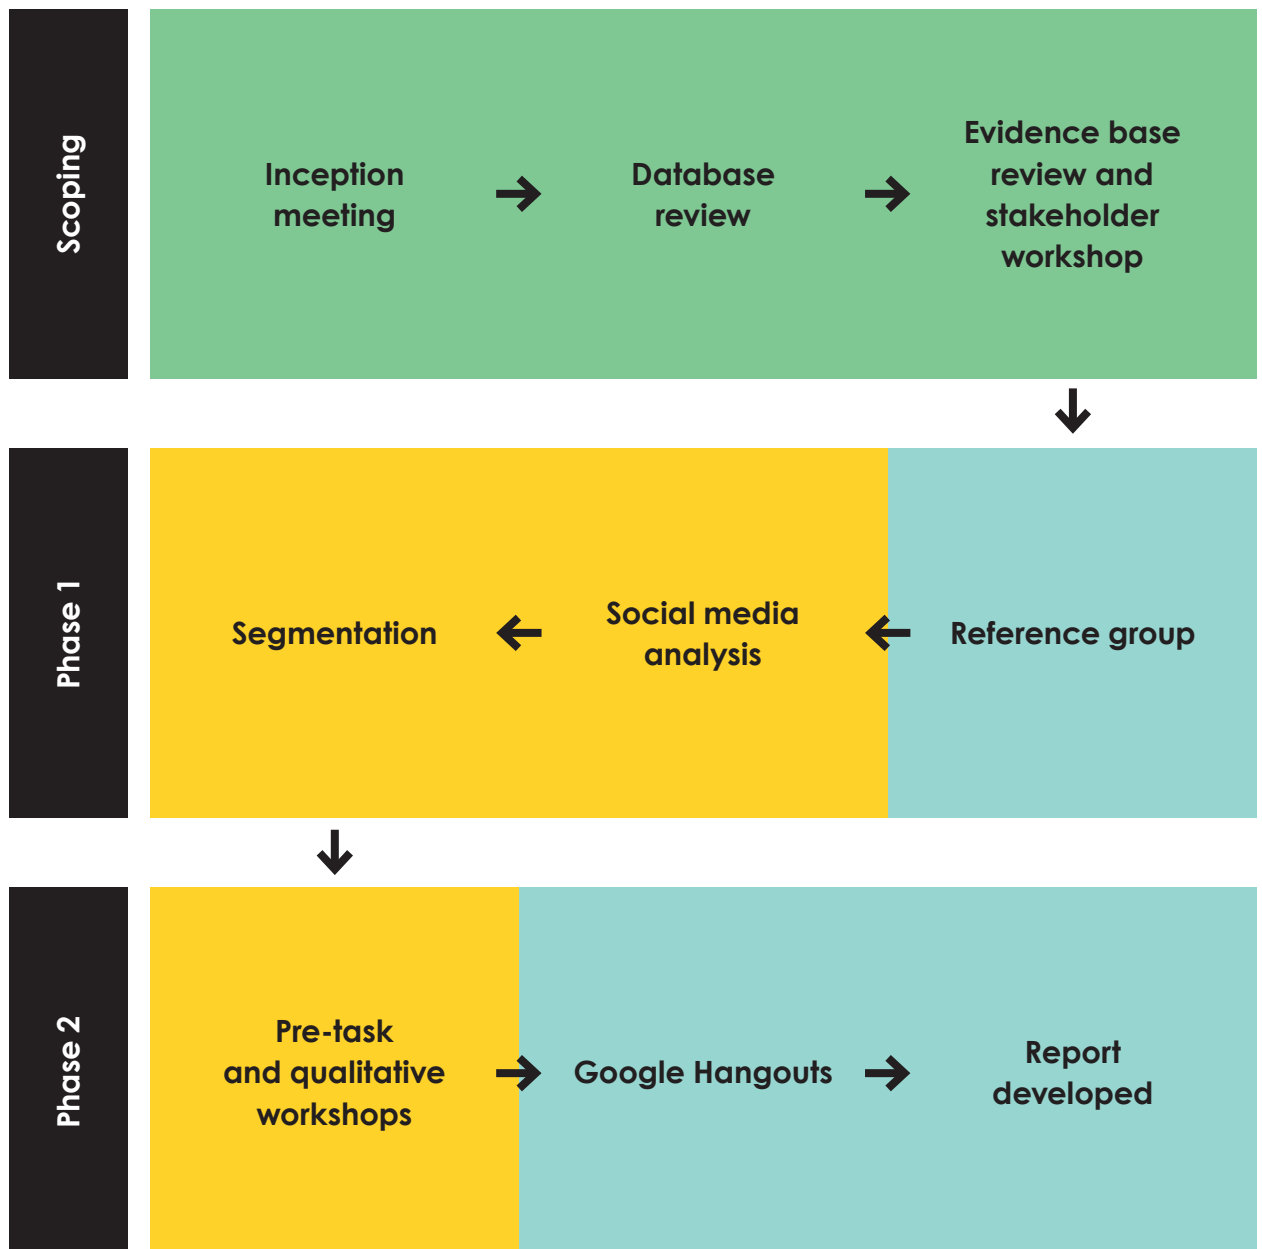 Scoping
Inception
meeting
Database
review
Evidence base
review and
stakeholder
workshop
Phase 1
Segmentation
Social media
analysis
Reference group
Phase 2
Pre-task
and qualitative
workshops
Google Hangouts
Report
developed